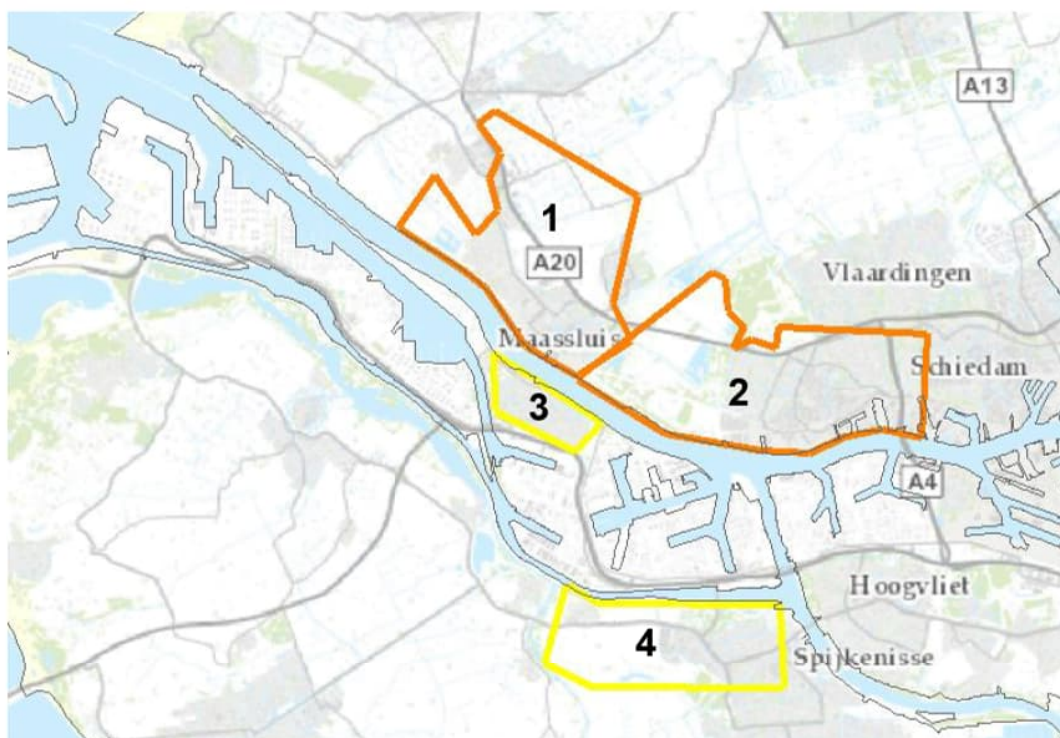 A13
1
A20
Vlaardingen
Maassluis
Schiedam
2
3
A4
Hoogvliet
4
Spijkenisse